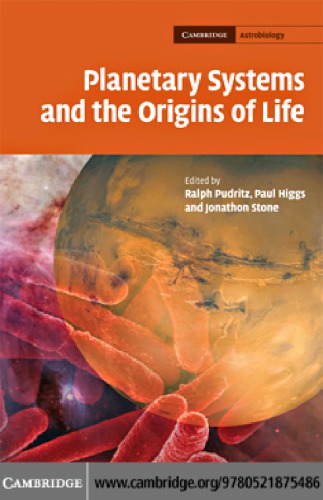 CAMBRIDGE Astrobiology
Planetary Systems
and the Origins of Life
Edited by
Ralph Pudritz, Paul Higgs
and Jonathon Stone
CAMBRIDGE www.cambridge.org/9780521875486